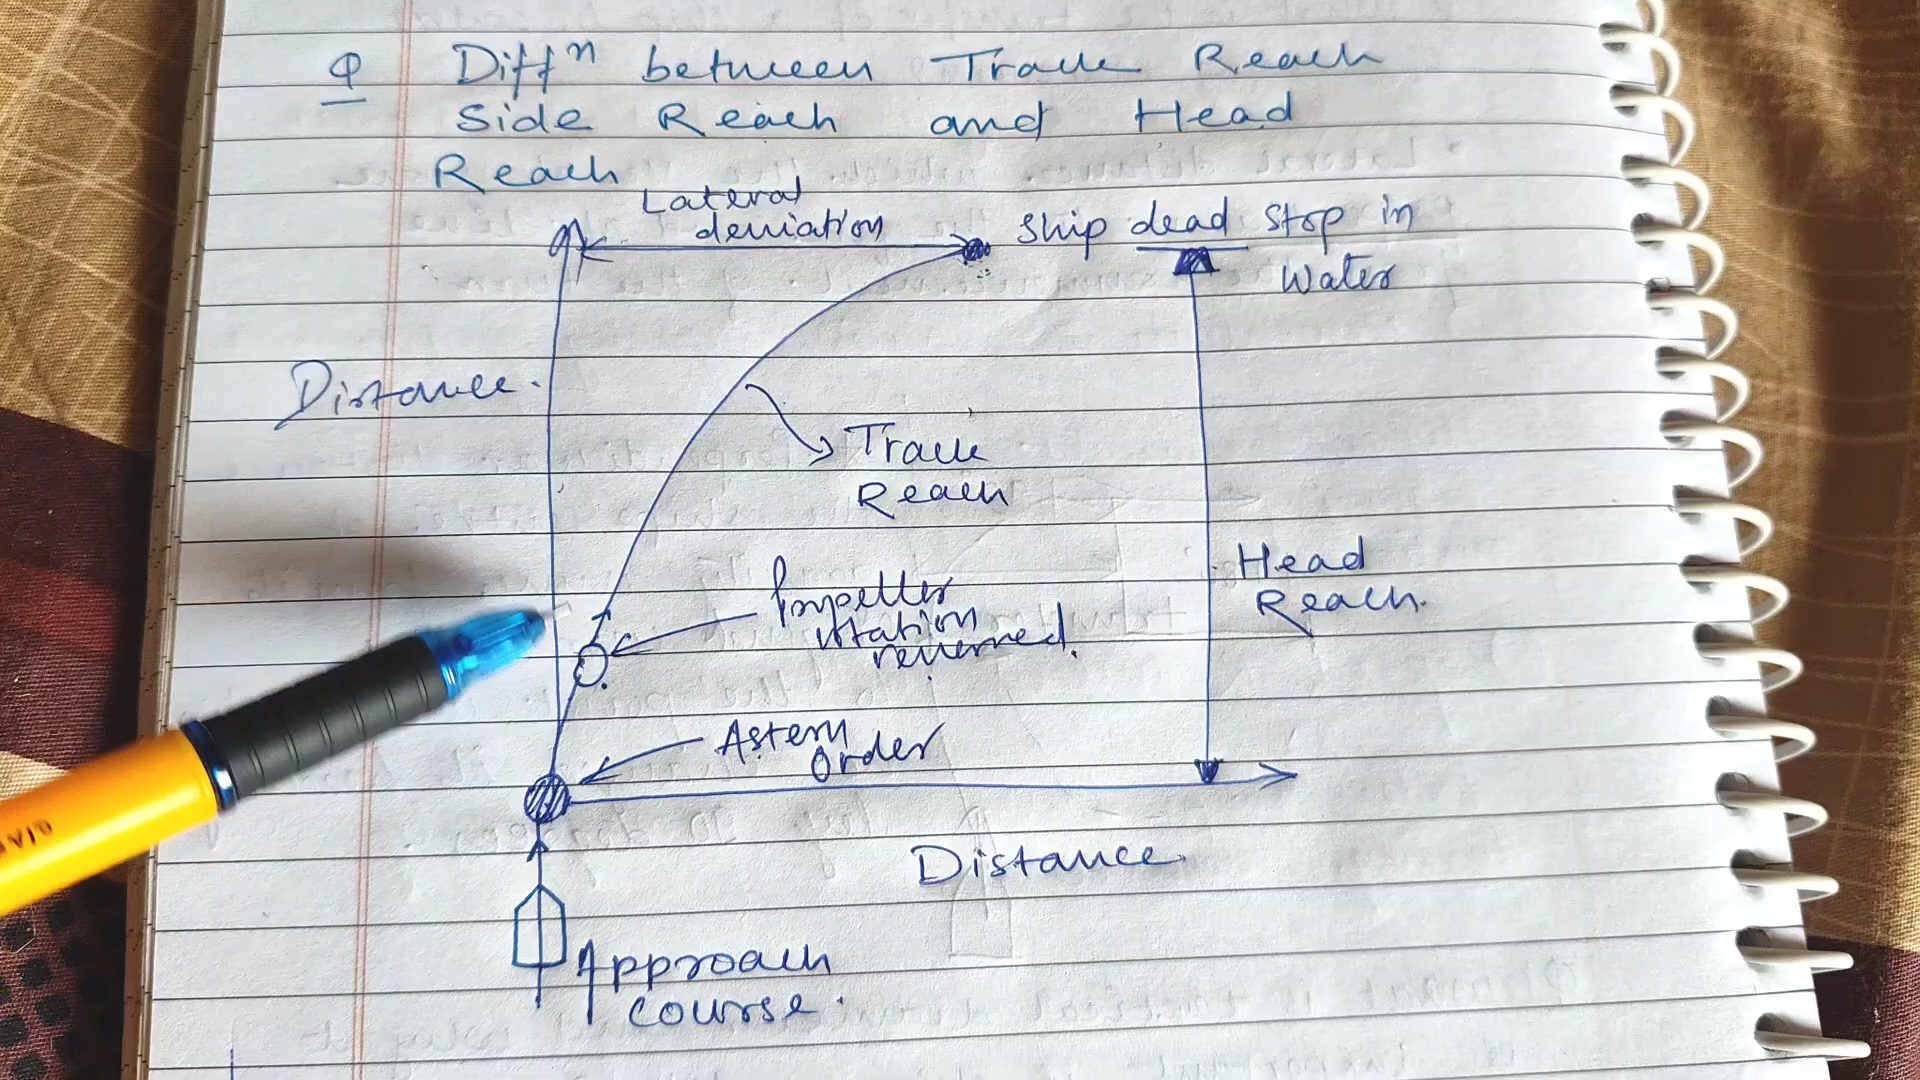 Q Diffⁿ between Track Reach
Side Reach and Head
Reach
Lateral
deviation
Ship dead stop in
Water
Distance.
Track
Reach
Head
Reach.
Propeller
rotation
reversed.
Astern
Order
Distance
Approach
course.